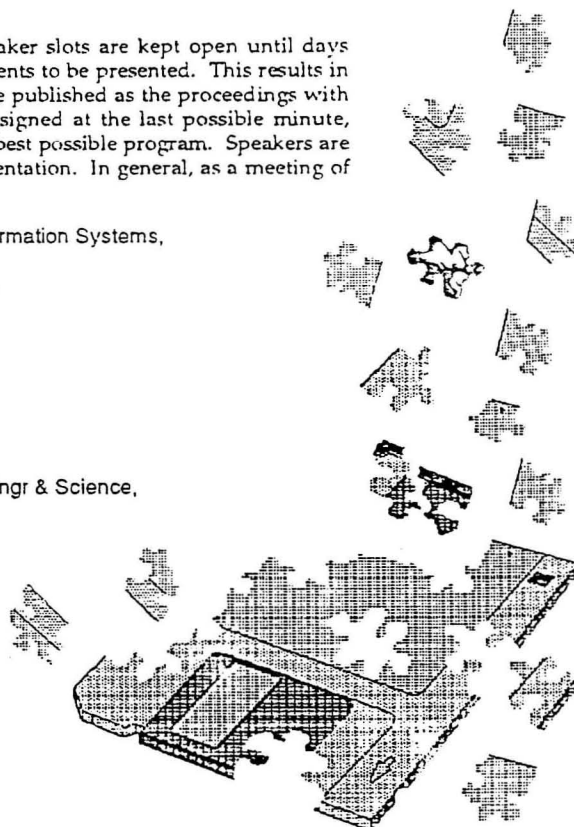 aker slots are kept open until days
ents to be presented. This results in
e published as the proceedings with
signed at the last possible minute,
best possible program. Speakers are
entation. In general, as a meeting of
rmation Systems,
ngr & Science,